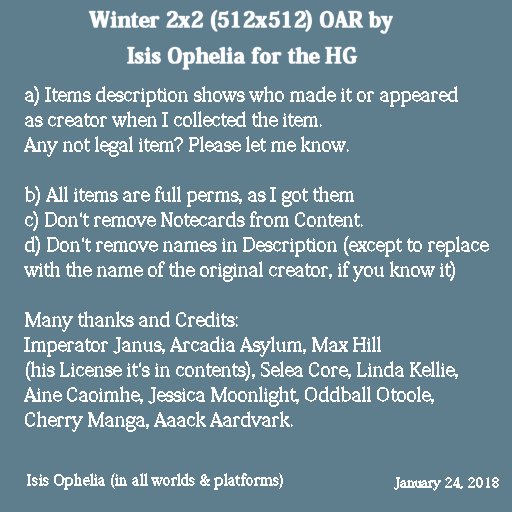 Winter 2x2 (512x512) OAR by
Isis Ophelia for the HG
a) Items description shows who made it or appeared
as creator when I collected the item.
Any not legal item? Please let me know.
b) All items are full perms, as I got them
c) Don't remove Notecards from Content.
d) Don't remove names in Description (except to replace
with the name of the original creator, if you know it)
Many thanks and Credits:
Imperator Janus, Arcadia Asylum, Max Hill
(his License it's in contents), Selea Core, Linda Kellie,
Aine Caoimhe, Jessica Moonlight, Oddball Otoole,
Cherry Manga, Aaack Aardvark.
Isis Ophelia (in all worlds & platforms)
January 24, 2018